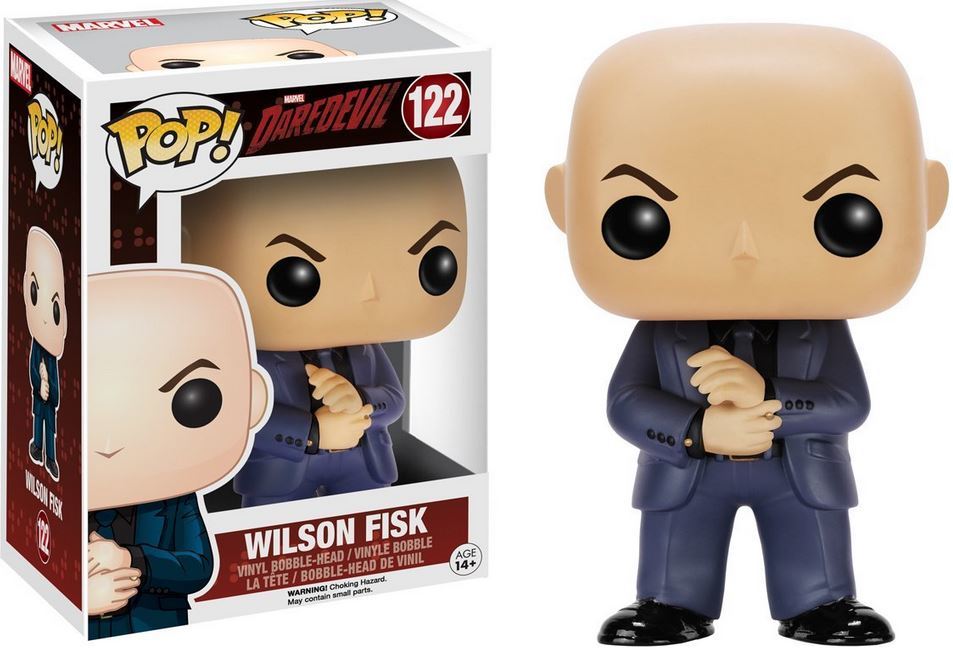 MARVEL
POP!
MARVEL
POP!
WILSON FISK
122
POP!
MARVEL
DAREDEVIL
122
WILSON FISK
VINYL BOBBLE-HEAD / VINYLE BOBBLE
LA TÊTE / BOBBLE-HEAD DE VINIL
WARNING! Choking Hazard.
May contain small parts.
AGE
14+